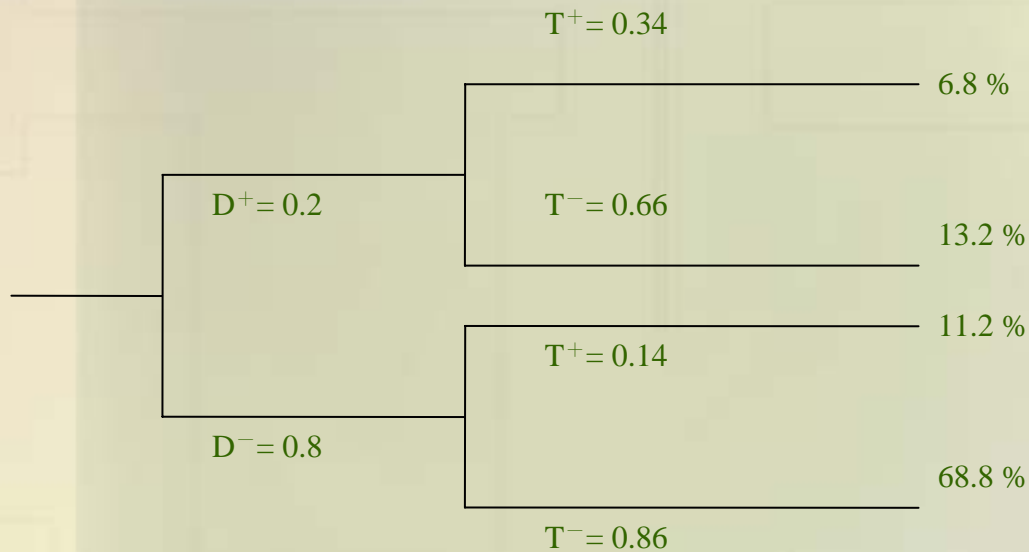 T⁺= 0.34
6.8 %
D⁺= 0.2
T⁻= 0.66
13.2 %
11.2 %
T⁺= 0.14
D⁻= 0.8
68.8 %
T⁻= 0.86